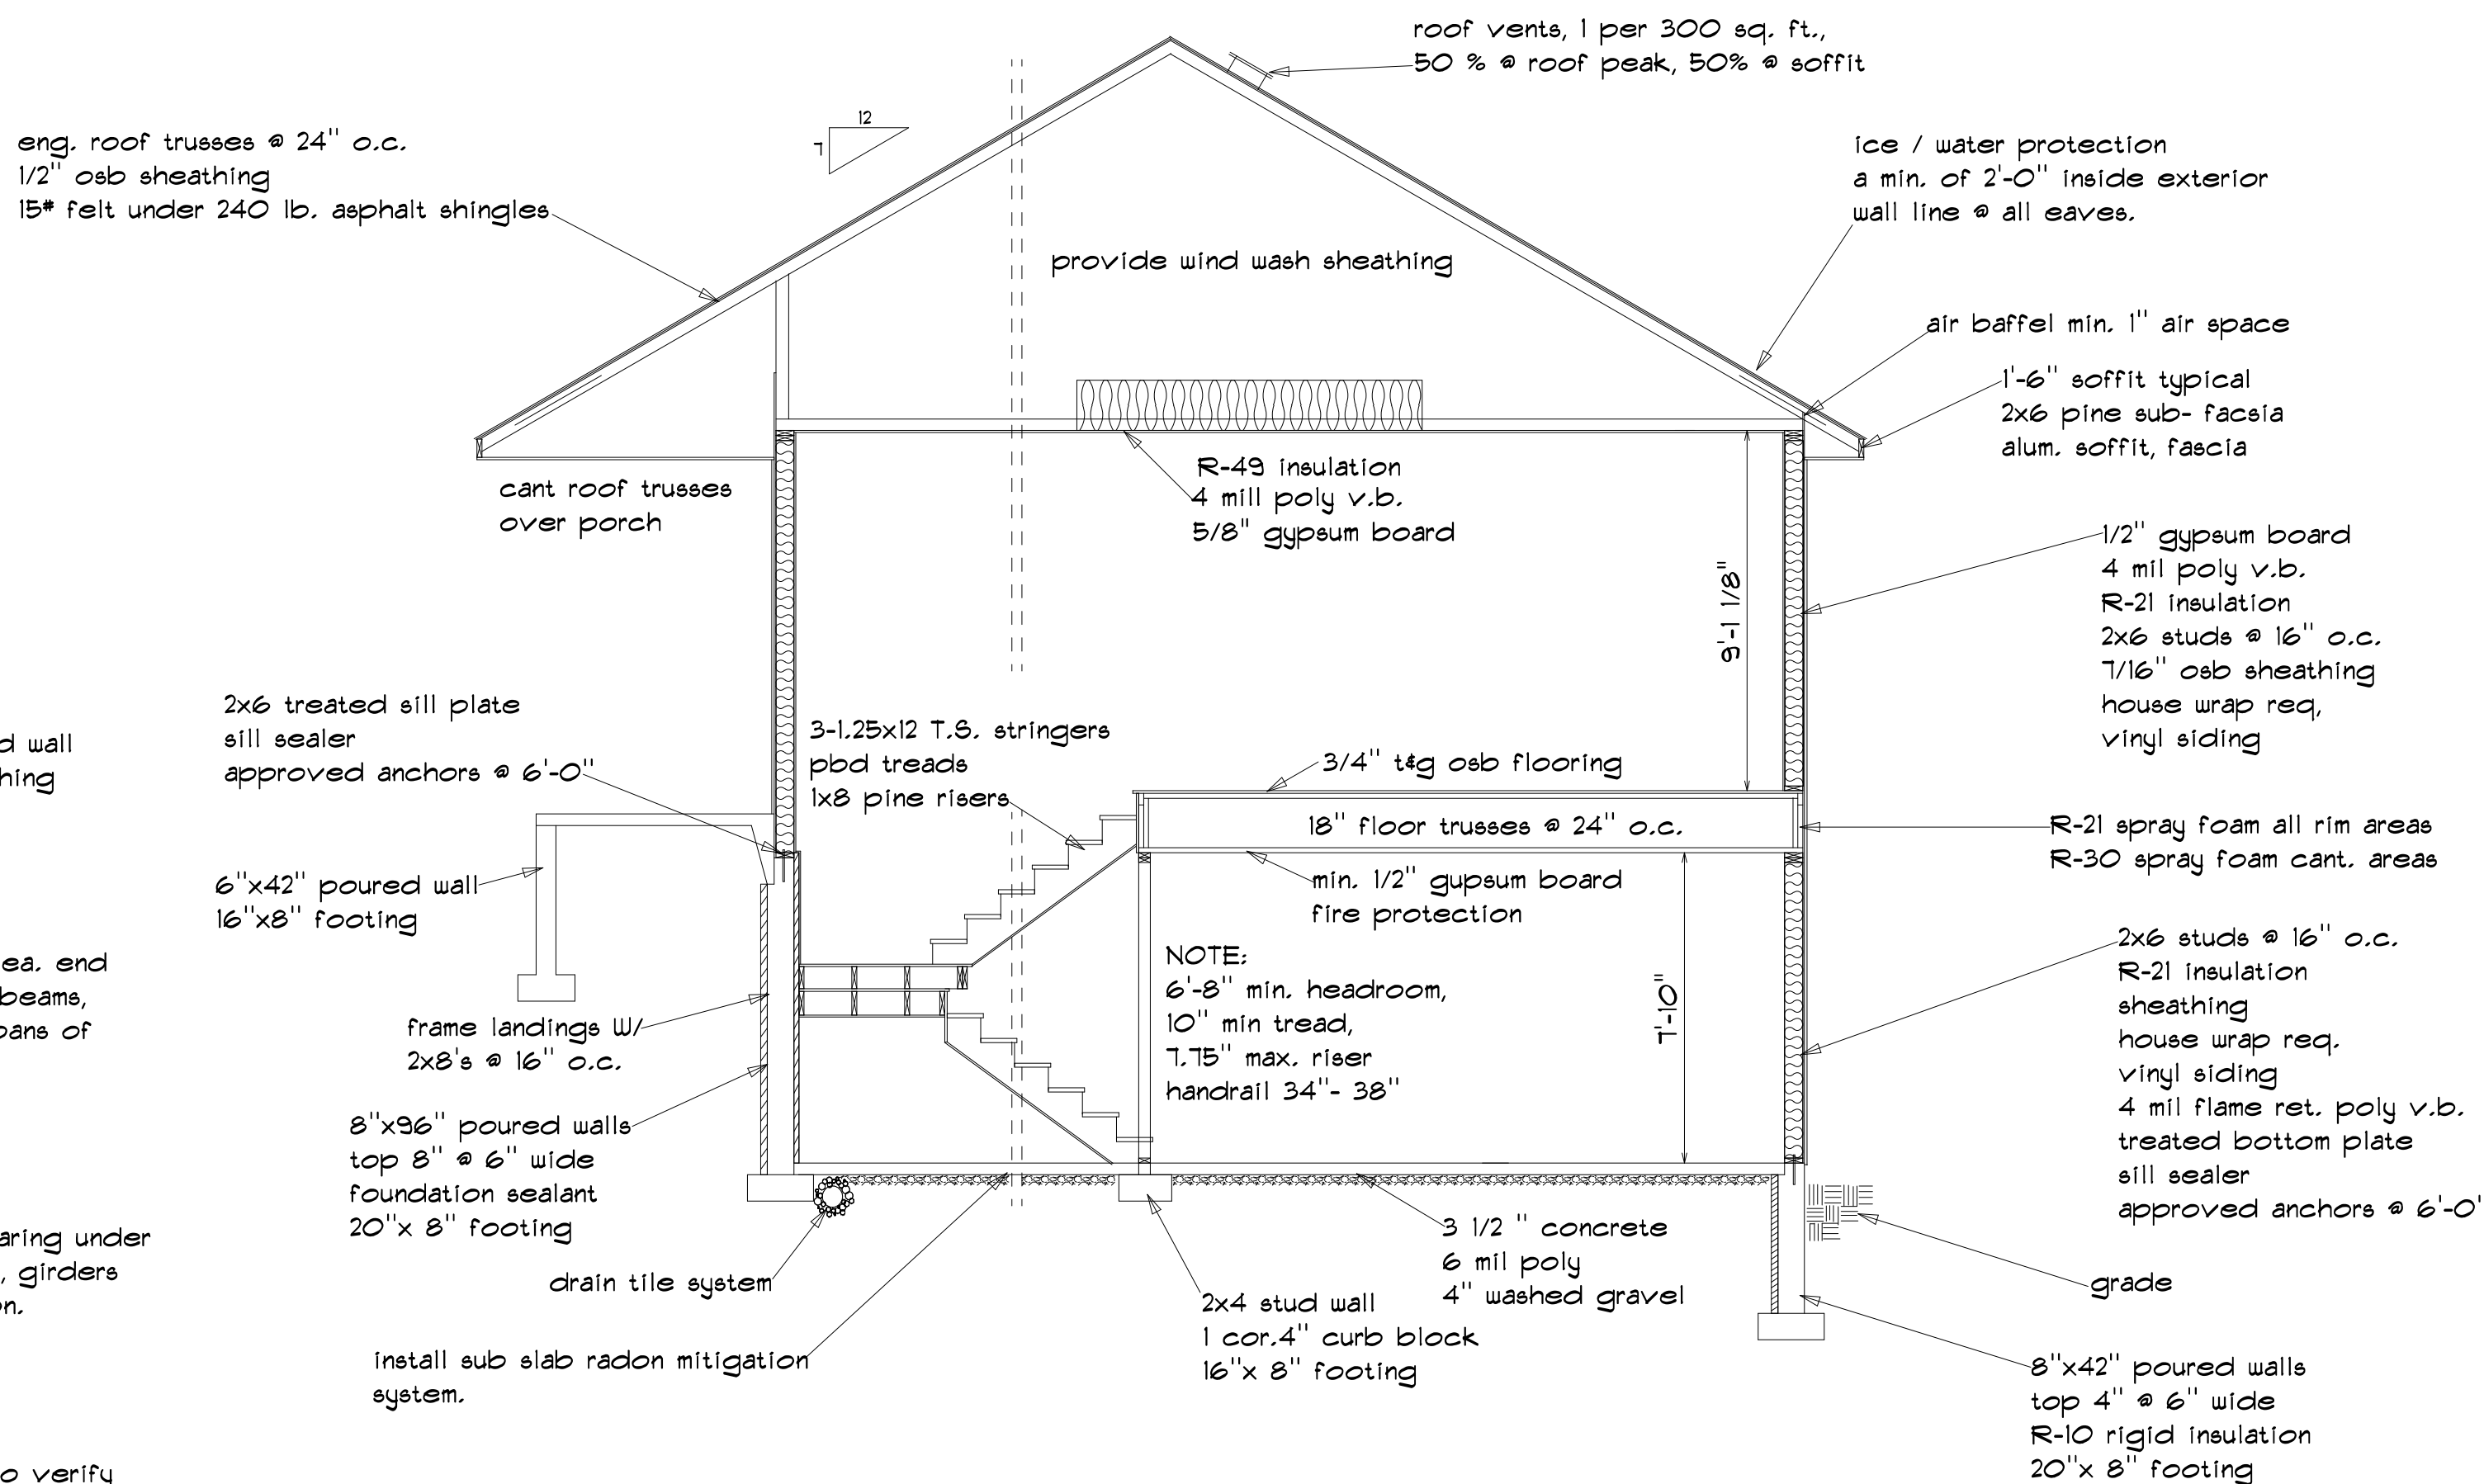 roof vents, 1 per 300 sq. ft.,
50 % @ roof peak, 50% @ soffit
12
7
eng. roof trusses @ 24" o.c.
1/2" osb sheathing
15# felt under 240 lb. asphalt shingles
ice / water protection
a min. of 2'-0" inside exterior
wall line @ all eaves.
provide wind wash sheathing
air baffel min. 1" air space
1'-6" soffit typical
2x6 pine sub- facsia
alum. soffit, fascia
cant roof trusses
over porch
R-49 insulation
4 mill poly v.b.
5/8" gypsum board
9'-1 1/8"
1/2" gypsum board
4 mil poly v.b.
R-21 insulation
2x6 studs @ 16" o.c.
7/16" osb sheathing
house wrap req,
vinyl siding
2x6 treated sill plate
sill sealer
approved anchors @ 6'-0"
wall
3-1.25x12 T.S. stringers
pbd treads
1x8 pine risers
3/4" t&g osb flooring
18" floor trusses @ 24" o.c.
R-21 spray foam all rim areas
R-30 spray foam cant. areas
min. 1/2" gupsum board
fire protection
6"x42" poured wall
16"x8" footing
ea. end
beams,
of
NOTE:
6'-8" min. headroom,
10" min tread,
7.75" max. riser
handrail 34"- 38"
7'-10"
2x6 studs @ 16" o.c.
R-21 insulation
sheathing
house wrap req.
vinyl siding
4 mil flame ret. poly v.b.
treated bottom plate
sill sealer
approved anchors @ 6'-0'
frame landings W/
2x8's @ 16" o.c.
8"x96" poured walls
top 8" @ 6" wide
foundation sealant
20"x 8" footing
under
, girders
drain tile system
install sub slab radon mitigation
system.
2x4 stud wall
1 cor.4" curb block
16"x 8" footing
3 1/2 " concrete
6 mil poly
4" washed gravel
grade
8"x42" poured walls
top 4" @ 6" wide
R-10 rigid insulation
20"x 8" footing
verify